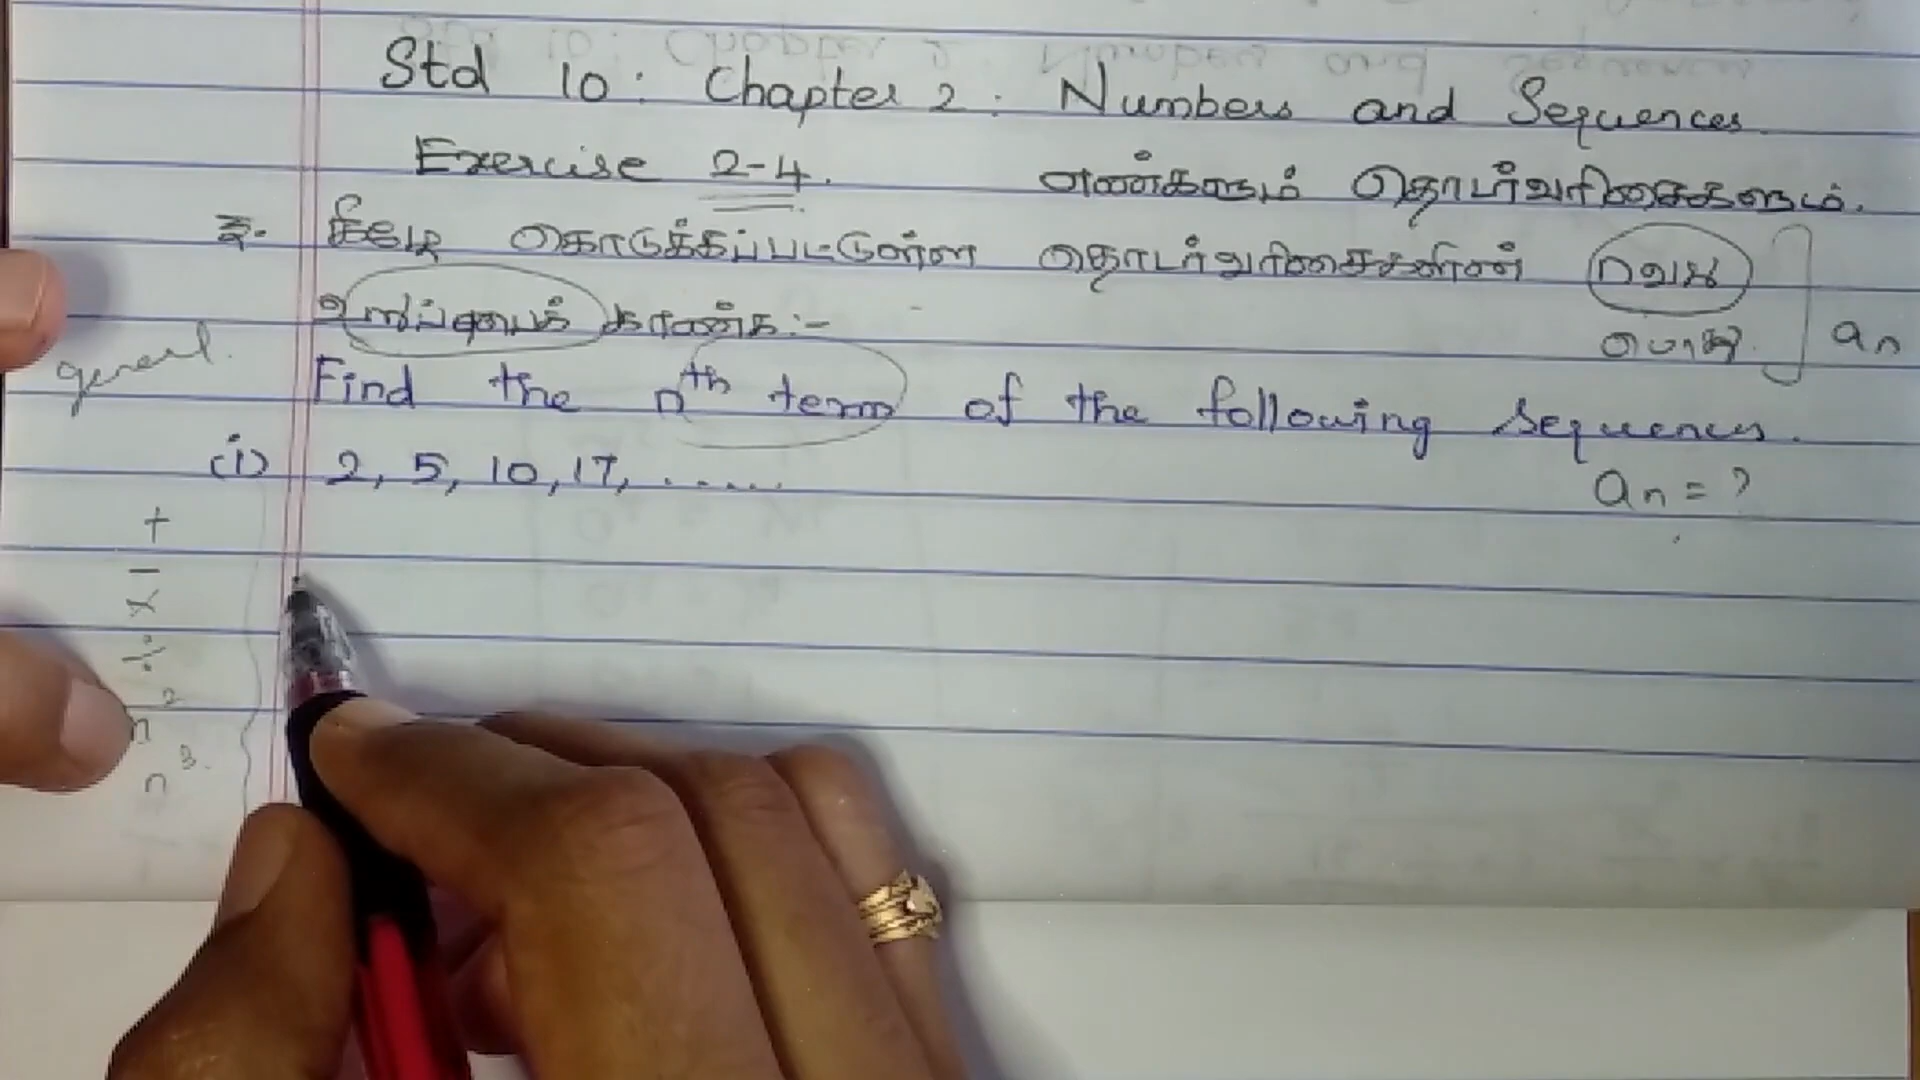 Std 10: Chapter 2: Numbers and Sequences
Exercise 2-4. எண்களும் தொடர்வரிசைகளும்.
3. கீழே கொடுக்கப்பட்டுள்ள தொடர்வரிசைகளின் nவது
உறுப்பைக் காண்க:-
பொது. an
general.
Find the nth term of the following sequences.
(i) 2, 5, 10, 17, ......
an = ?
+
-
×
÷
n²
n³.